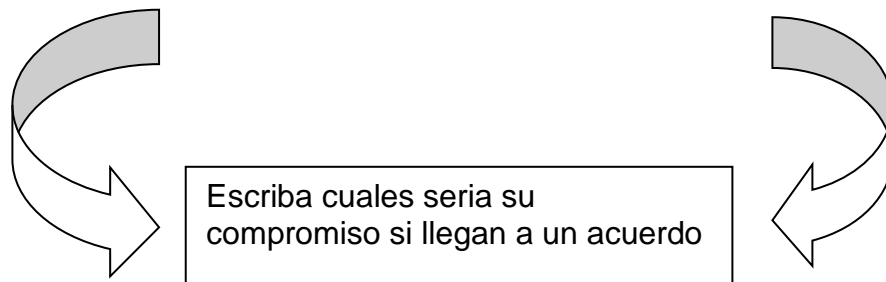 Escriba cuales seria su
compromiso si llegan a un acuerdo